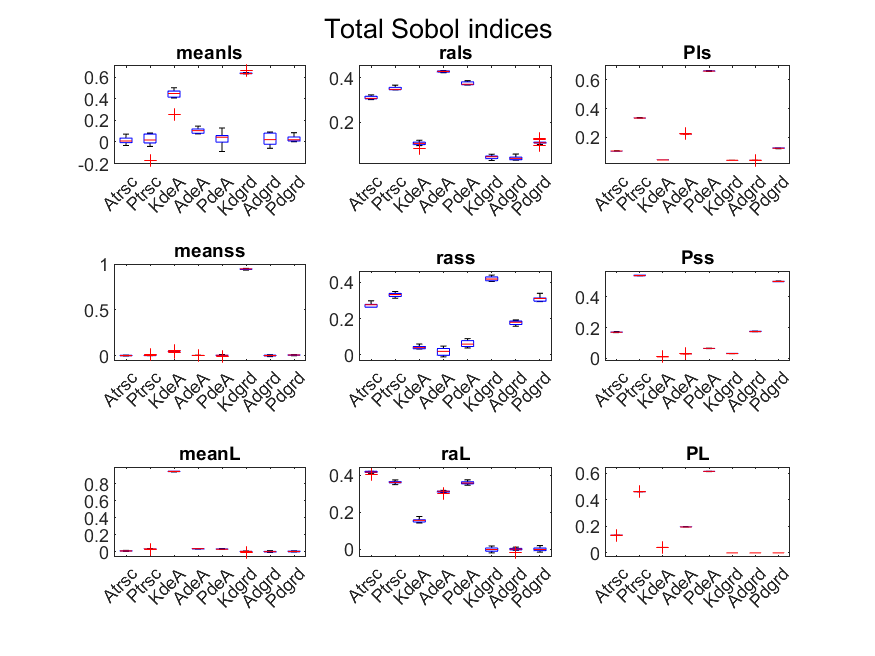 Total Sobol indices
meanls
0.6
0.4
0.2
0
-0.2
Atrsc
Ptrsc
KdeA
AdeA
PdeA
Kdgrd
Adgrd
Pdgrd
rals
0.4
0.2
Atrsc
Ptrsc
KdeA
AdeA
PdeA
Kdgrd
Adgrd
Pdgrd
Pls
0.6
0.4
0.2
Atrsc
Ptrsc
KdeA
AdeA
PdeA
Kdgrd
Adgrd
Pdgrd
meanss
1
0.5
0
Atrsc
Ptrsc
KdeA
AdeA
PdeA
Kdgrd
Adgrd
Pdgrd
rass
0.4
0.2
0
Atrsc
Ptrsc
KdeA
AdeA
PdeA
Kdgrd
Adgrd
Pdgrd
Pss
0.4
0.2
0
Atrsc
Ptrsc
KdeA
AdeA
PdeA
Kdgrd
Adgrd
Pdgrd
meanL
0.8
0.6
0.4
0.2
0
Atrsc
Ptrsc
KdeA
AdeA
PdeA
Kdgrd
Adgrd
Pdgrd
raL
0.4
0.2
0
Atrsc
Ptrsc
KdeA
AdeA
PdeA
Kdgrd
Adgrd
Pdgrd
PL
0.6
0.4
0.2
0
Atrsc
Ptrsc
KdeA
AdeA
PdeA
Kdgrd
Adgrd
Pdgrd